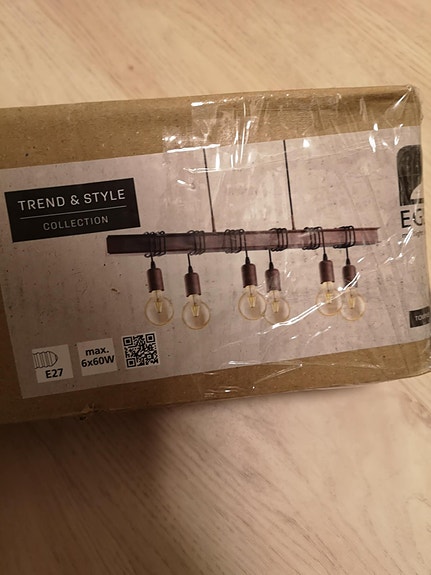 TREND & STYLE
COLLECTION
E27
max.
6x60W